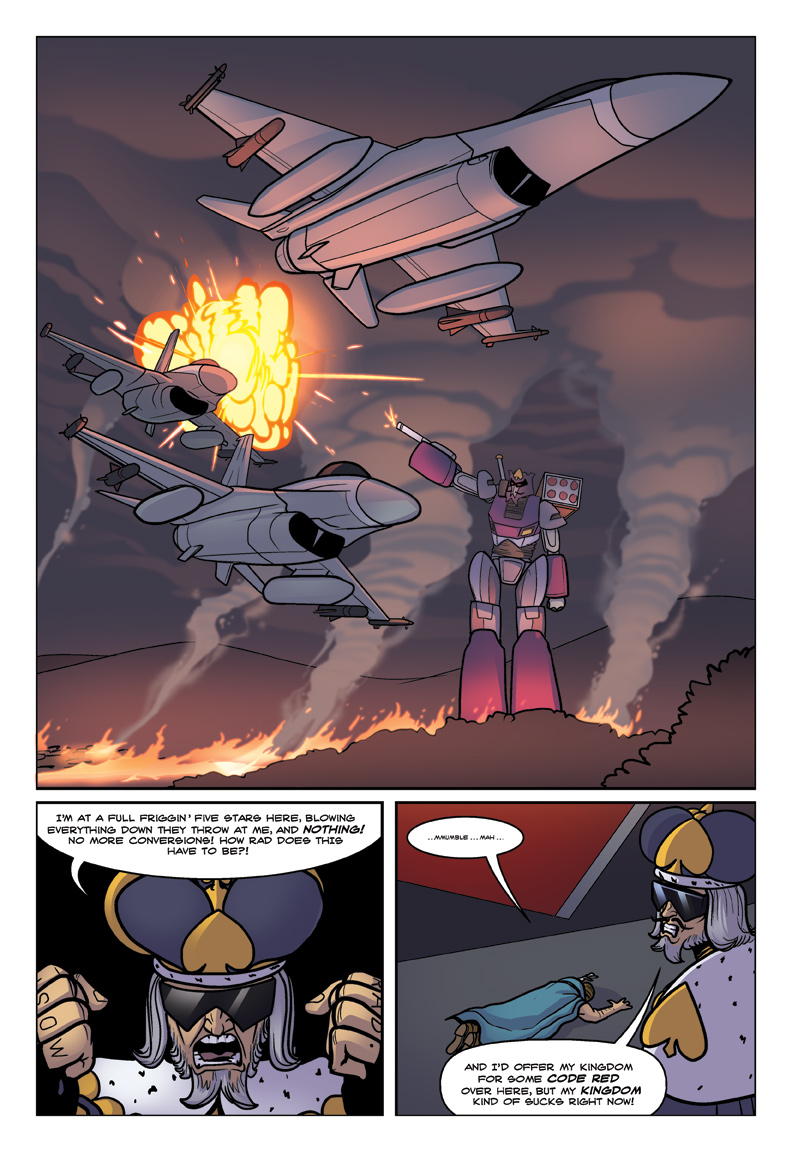 I'M AT A FULL FRIGGIN' FIVE STARS HERE, BLOWING
EVERYTHING DOWN THEY THROW AT ME, AND NOTHING!
NO MORE CONVERSIONS! HOW RAD DOES THIS
HAVE TO BE?!
...MMUMBLE ... MAH ...
AND I'D OFFER MY KINGDOM
FOR SOME CODE RED
OVER HERE, BUT MY KINGDOM
KIND OF SUCKS RIGHT NOW!